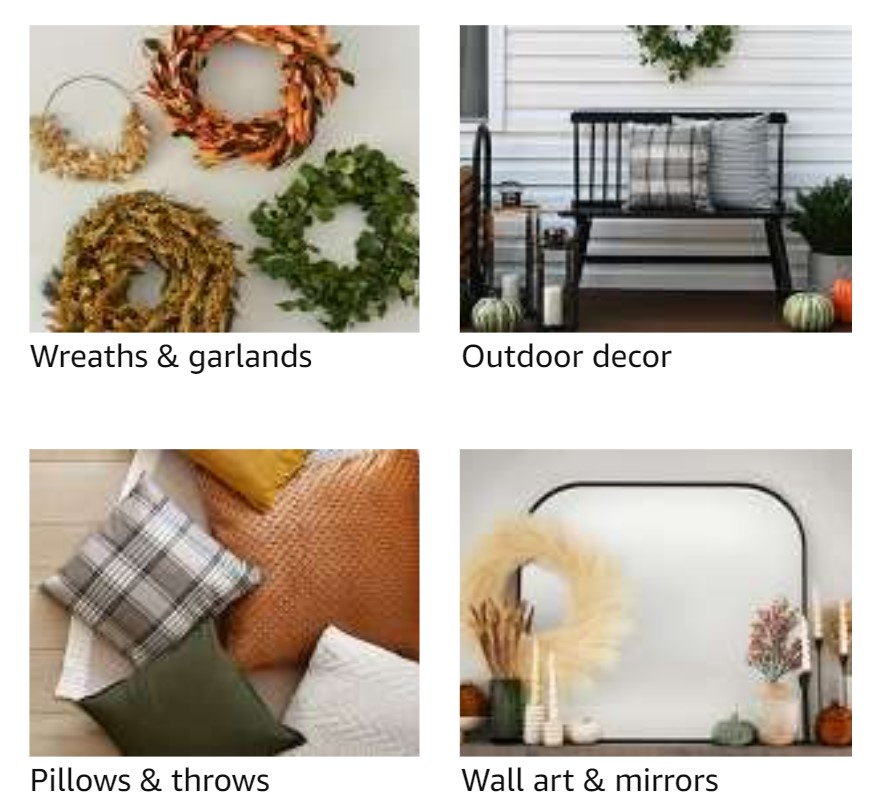 Wreaths & garlands
Outdoor decor
Pillows & throws
Wall art & mirrors